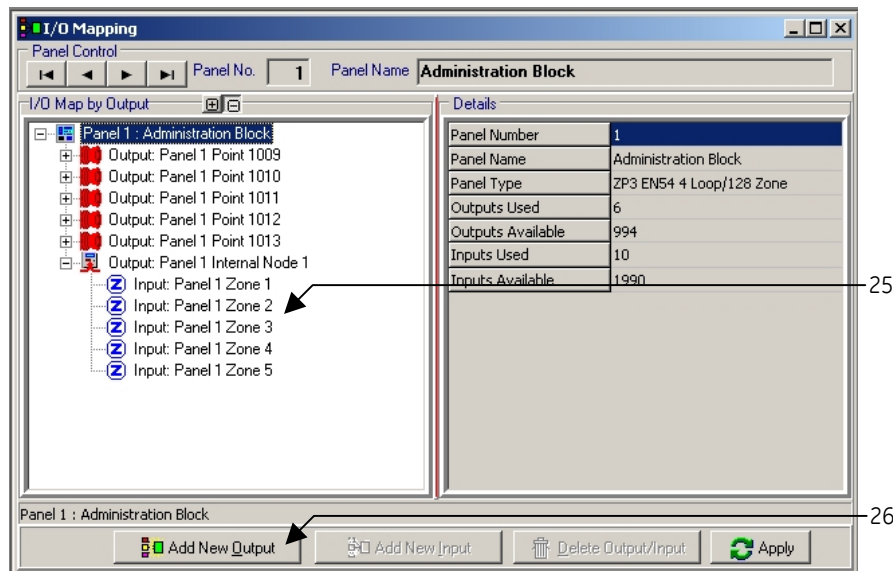 I/O Mapping
Panel Control
Panel No. 1 Panel Name Administration Block
I/O Map by Output
Panel 1 : Administration Block
Output: Panel 1 Point 1009
Output: Panel 1 Point 1010
Output: Panel 1 Point 1011
Output: Panel 1 Point 1012
Output: Panel 1 Point 1013
Output: Panel 1 Internal Node 1
Z Input: Panel 1 Zone 1
Z Input: Panel 1 Zone 2
Z Input: Panel 1 Zone 3
Z Input: Panel 1 Zone 4
Z Input: Panel 1 Zone 5
Details
Panel Number 1
Panel Name Administration Block
Panel Type ZP3 EN54 4 Loop/128 Zone
Outputs Used 6
Outputs Available 994
Inputs Used 10
Inputs Available 1990
25
Panel 1 : Administration Block
26
Add New Output Add New Input Delete Output/Input Apply